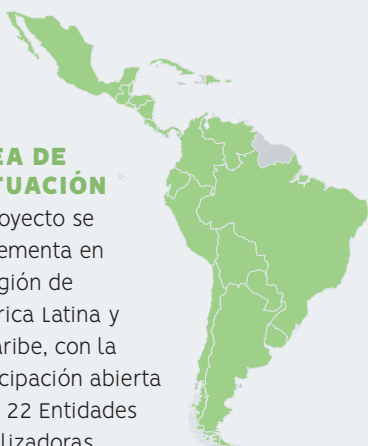 EA DE
TUACIÓN
oyecto se
ementa en
gión de
rica Latina y
aribe, con la
cipación abierta
22 Entidades
lizadoras